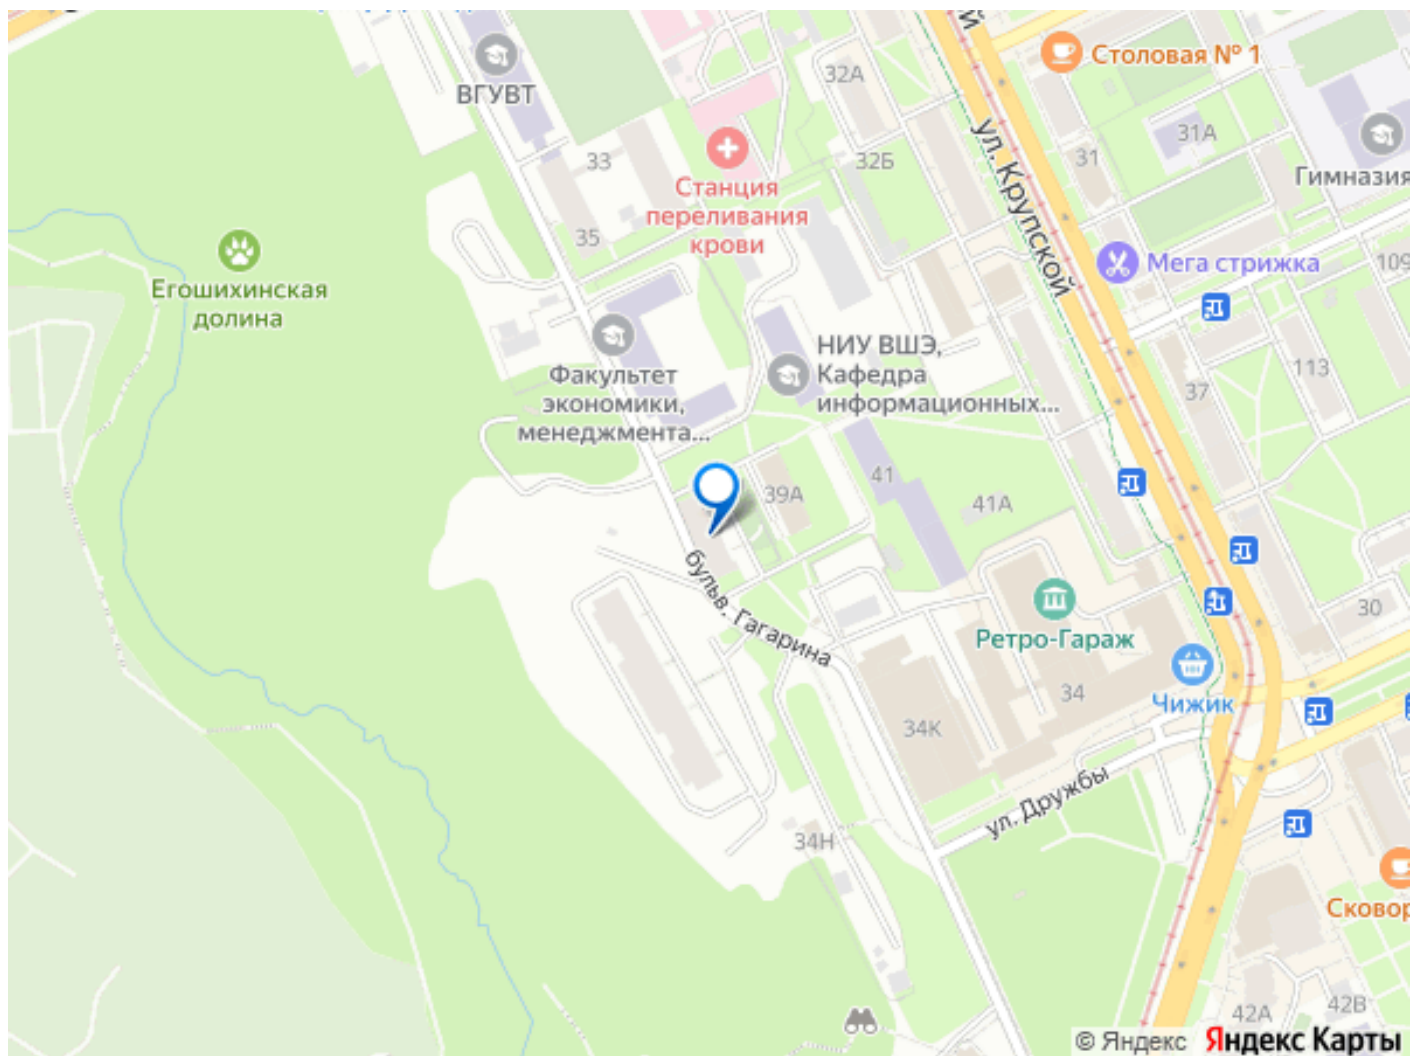 Столовая № 1
ВГУВТ
32А
31А
31
33
32Б
ул. Крупской
Гимназия
Станция
переливания
крови
35
Мега стрижка
109
Егошихинская
долина
НИУ ВШЭ,
Кафедра
информационных...
Факультет
экономики,
менеджмента...
113
37
39А
41
41А
бульв. Гагарина
30
Ретро-Гараж
Чижик
34
34К
ул. Дружбы
34Н
Сковор
42А
42В
© Яндекс Яндекс Карты